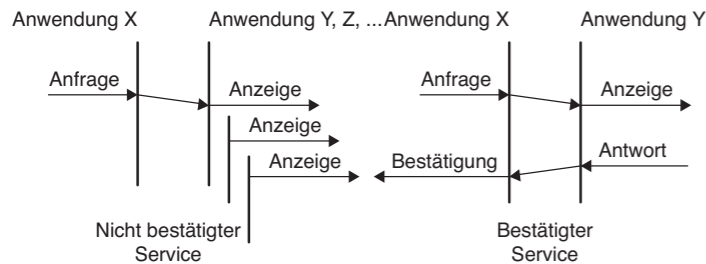 Anwendung X Anwendung Y, Z, ... Anwendung X Anwendung Y
Anfrage Anzeige Anfrage Anzeige
Anzeige
Antwort
Anzeige Bestätigung
Nicht bestätigter Bestätigter
Service Service